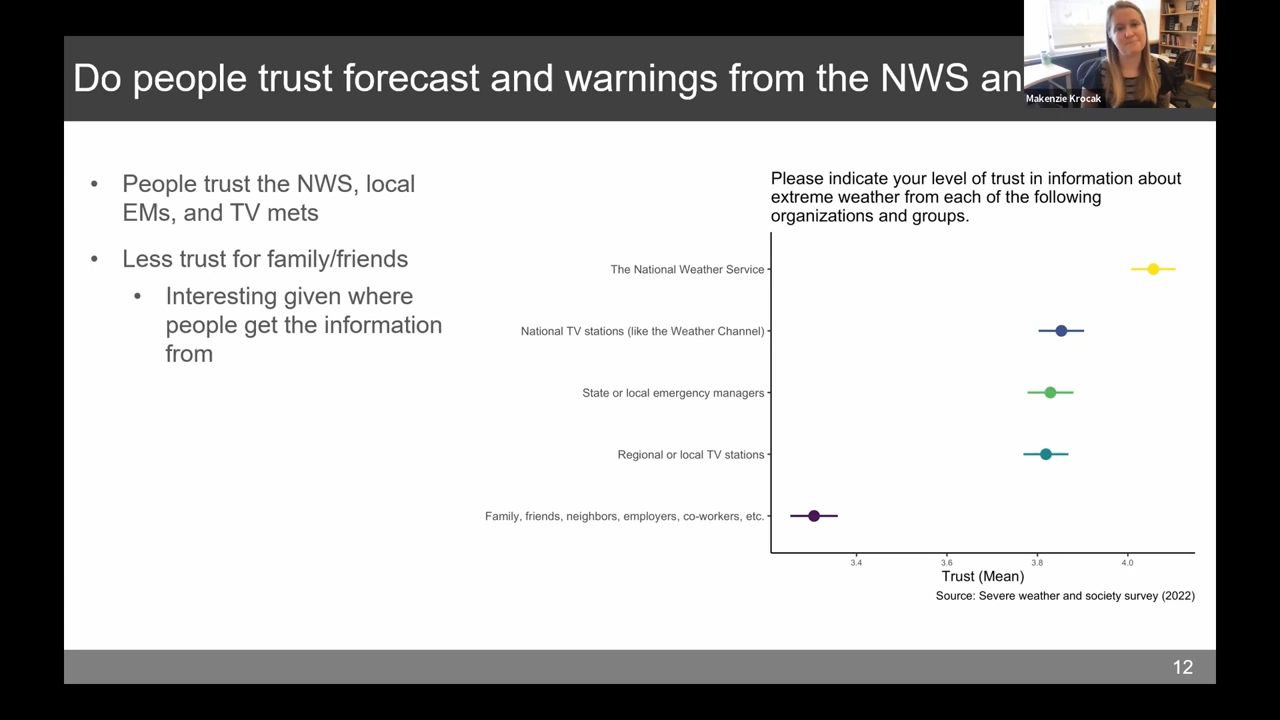 Do people trust forecast and warnings from the NWS an
Makenzie Krocak
• People trust the NWS, local
EMs, and TV mets
• Less trust for family/friends
• Interesting given where
people get the information
from
Please indicate your level of trust in information about
extreme weather from each of the following
organizations and groups.
The National Weather Service
National TV stations (like the Weather Channel)
State or local emergency managers
Regional or local TV stations
Family, friends, neighbors, employers, co-workers, etc.
3.4 3.6 3.8 4.0
Trust (Mean)
Source: Severe weather and society survey (2022)
12